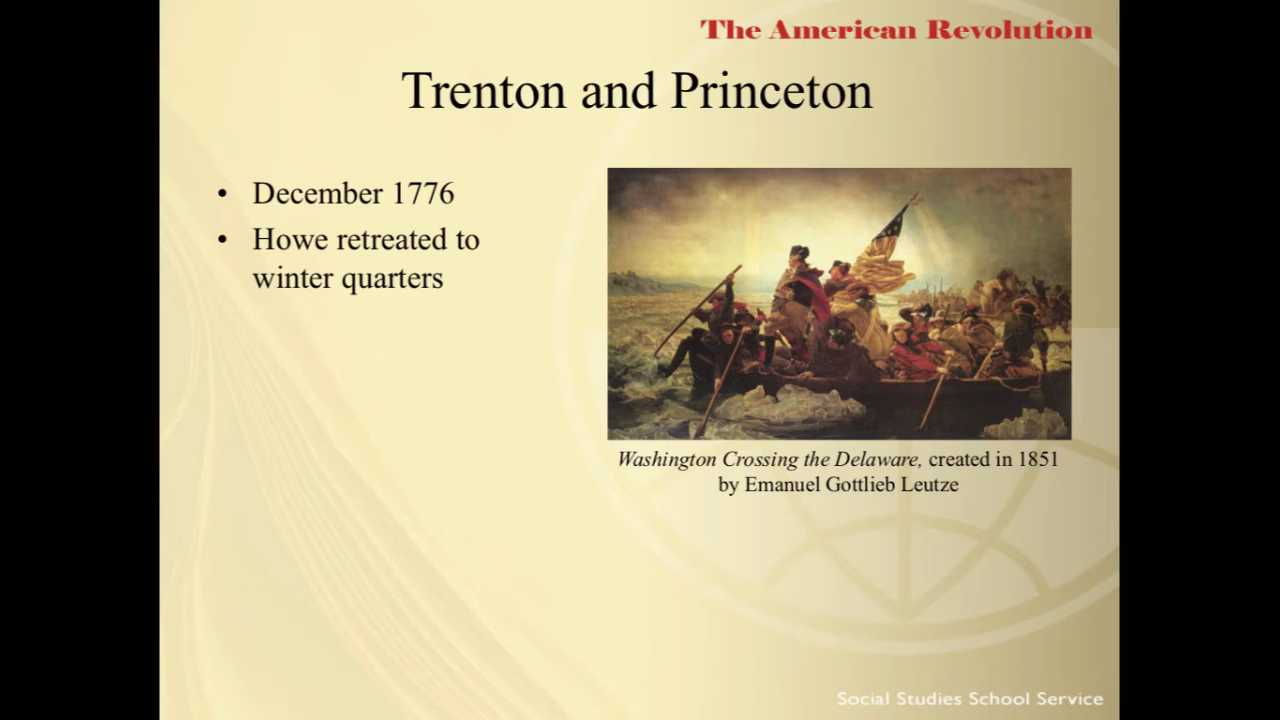 The American Revolution
Trenton and Princeton
• December 1776
• Howe retreated to
winter quarters
Washington Crossing the Delaware, created in 1851
by Emanuel Gottlieb Leutze
Social Studies School Service